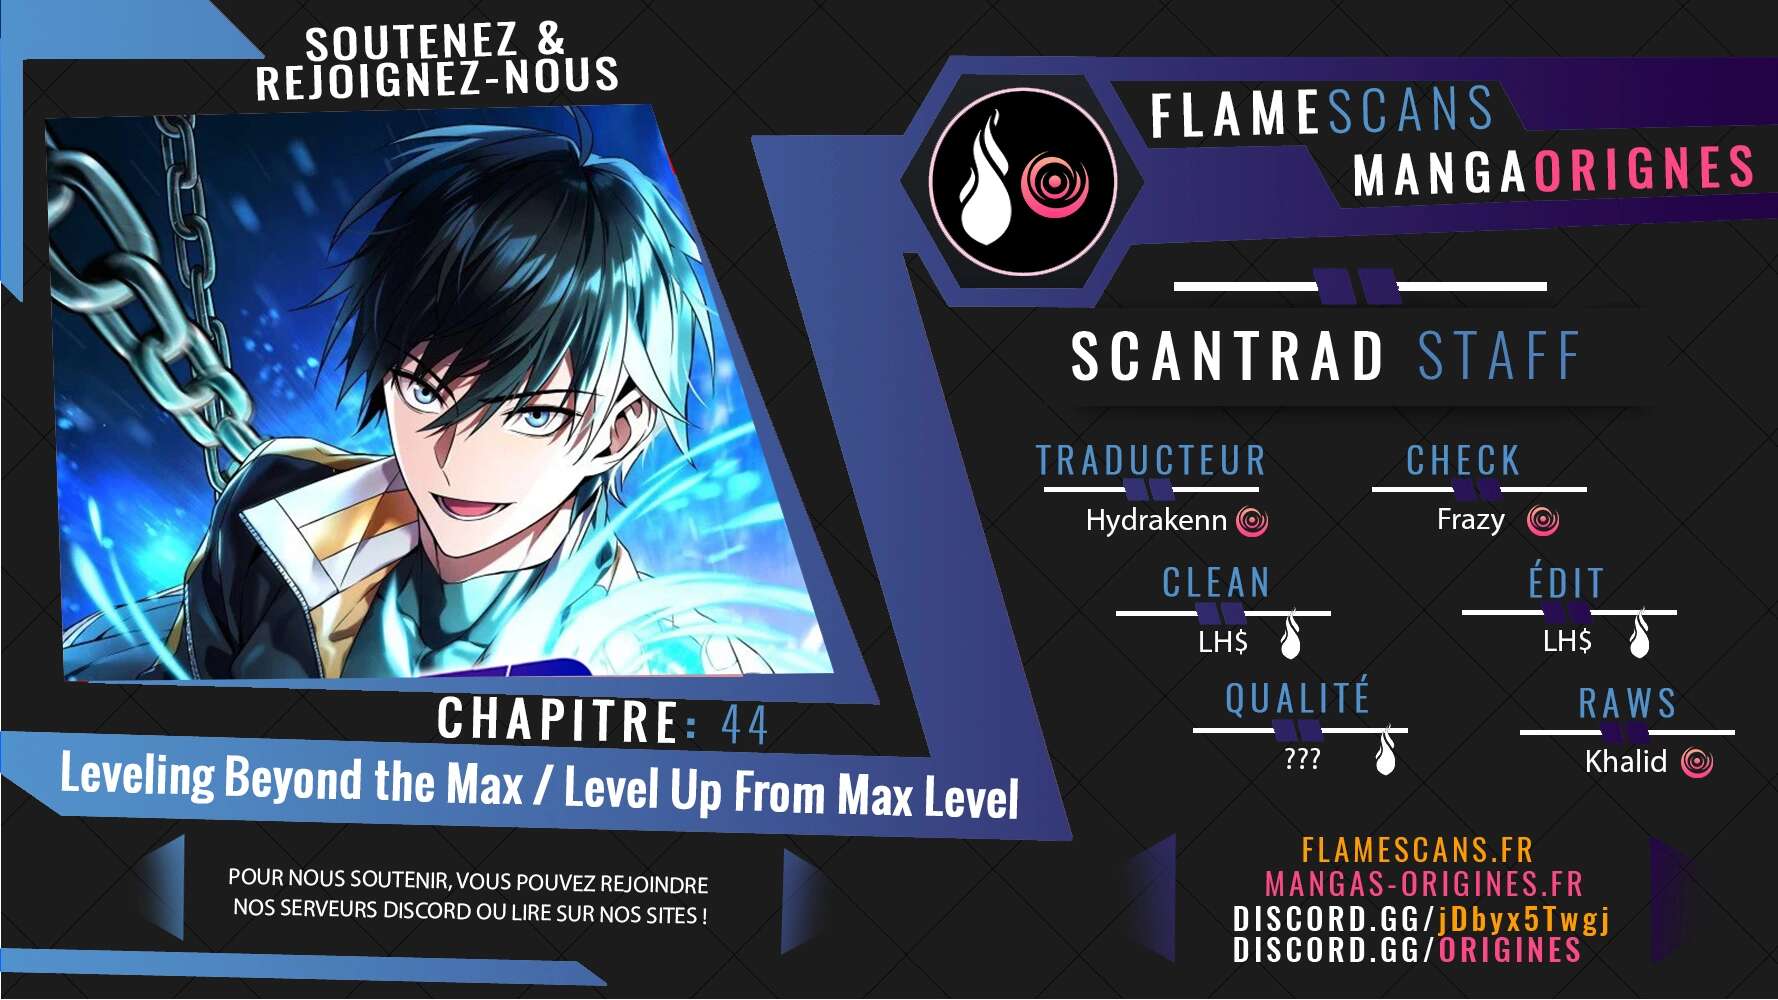 SOUTENEZ &
REJOIGNEZ-NOUS
FLAMESCANS
MANGAORIGNES
SCANTRAD STAFF
TRADUCTEUR
Hydrakenn
CHECK
Frazy
CLEAN
LH$
ÉDIT
LH$
QUALITÉ
???
RAWS
Khalid
CHAPITRE: 44
Leveling Beyond the Max / Level Up From Max Level
POUR NOUS SOUTENIR, VOUS POUVEZ REJOINDRE
NOS SERVEURS DISCORD OU LIRE SUR NOS SITES !
FLAMESCANS.FR
MANGAS-ORIGINES.FR
DISCORD.GG/jDbyx5Twgj
DISCORD.GG/ORIGINES